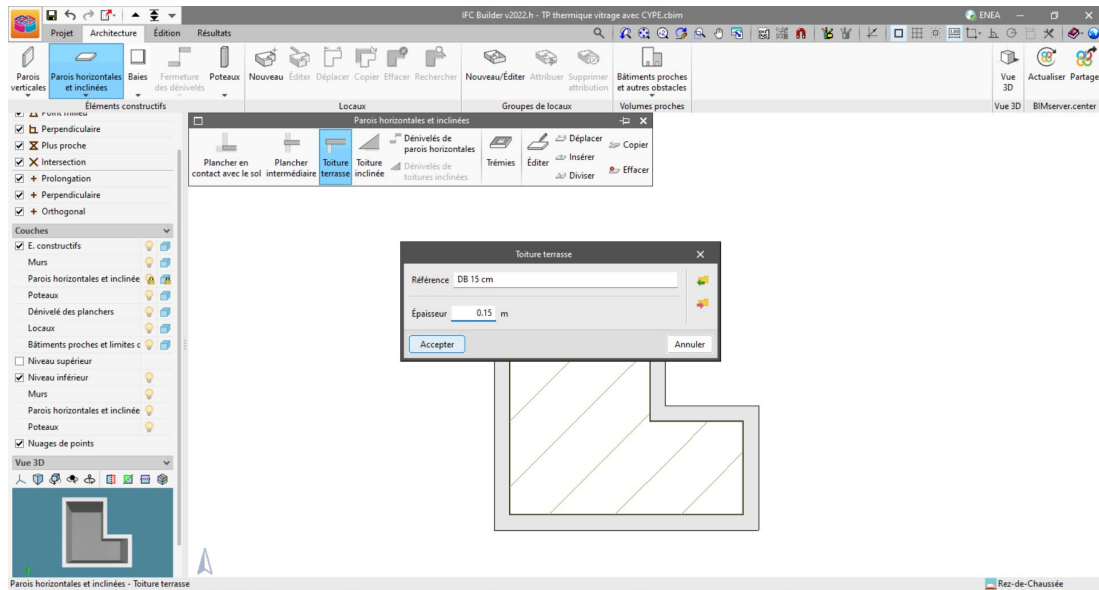 IFC Builder v2022.h - TP thermique vitrage avec CYPE.cbim
ENEA
Projet Architecture Édition Résultats
Parois verticales
Parois horizontales et inclinées
Baies
Fermeture des dénivelés
Poteaux
Nouveau Éditer Déplacer Copier Effacer Rechercher
Nouveau/Éditer Attribuer Supprimer attribution
Bâtiments proches et autres obstacles
Vue 3D
Actualiser Partage
Éléments constructifs Locaux Groupes de locaux Volumes proches Vue 3D BIMserver.center
Point milieu
Perpendiculaire
Plus proche
Intersection
Prolongation
Perpendiculaire
Orthogonal
Couches
E. constructifs
Murs
Parois horizontales et inclinée
Poteaux
Dénivelé des planchers
Locaux
Bâtiments proches et limites c
Niveau supérieur
Niveau inférieur
Murs
Parois horizontales et inclinée
Poteaux
Nuages de points
Vue 3D
Parois horizontales et inclinées
Plancher en contact avec le sol
Plancher intermédiaire
Toiture terrasse
Toiture inclinée
Dénivelés de parois horizontales
Dénivelés de toitures inclinées
Trémies
Éditer
Déplacer
Insérer
Diviser
Copier
Effacer
Toiture terrasse
Référence DB 15 cm
Épaisseur 0.15 m
Accepter Annuler
Parois horizontales et inclinées - Toiture terrasse
Rez-de-Chaussée